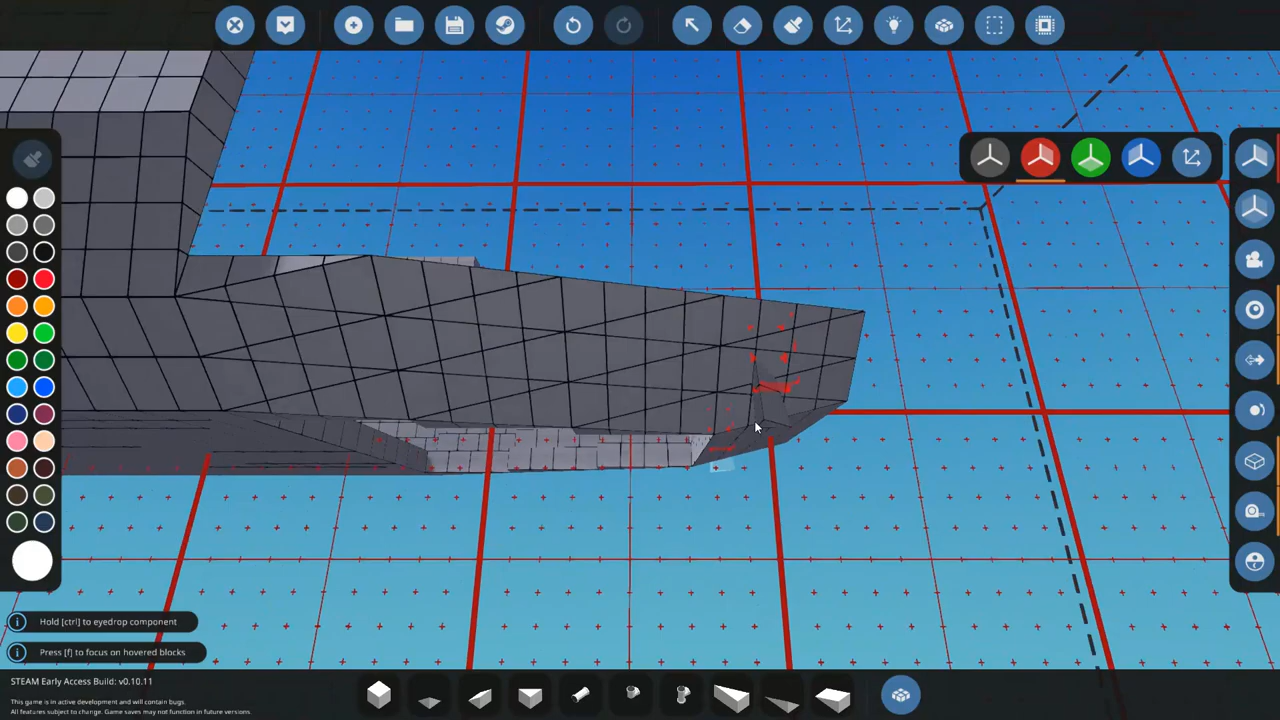 Hold [ctrl] to eyedrop component
Press [f] to focus on hovered blocks
STEAM Early Access Build: v0.10.11
This game is in active development and will contain bugs.
All features subject to change. Game saves may not function in future versions.